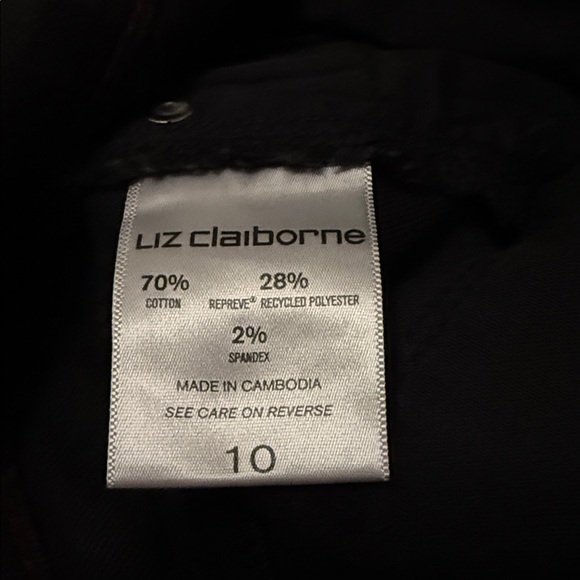 LIZ claiborne
70% 28%
COTTON REPREVE® RECYCLED POLYESTER
2%
SPANDEX
MADE IN CAMBODIA
SEE CARE ON REVERSE
10